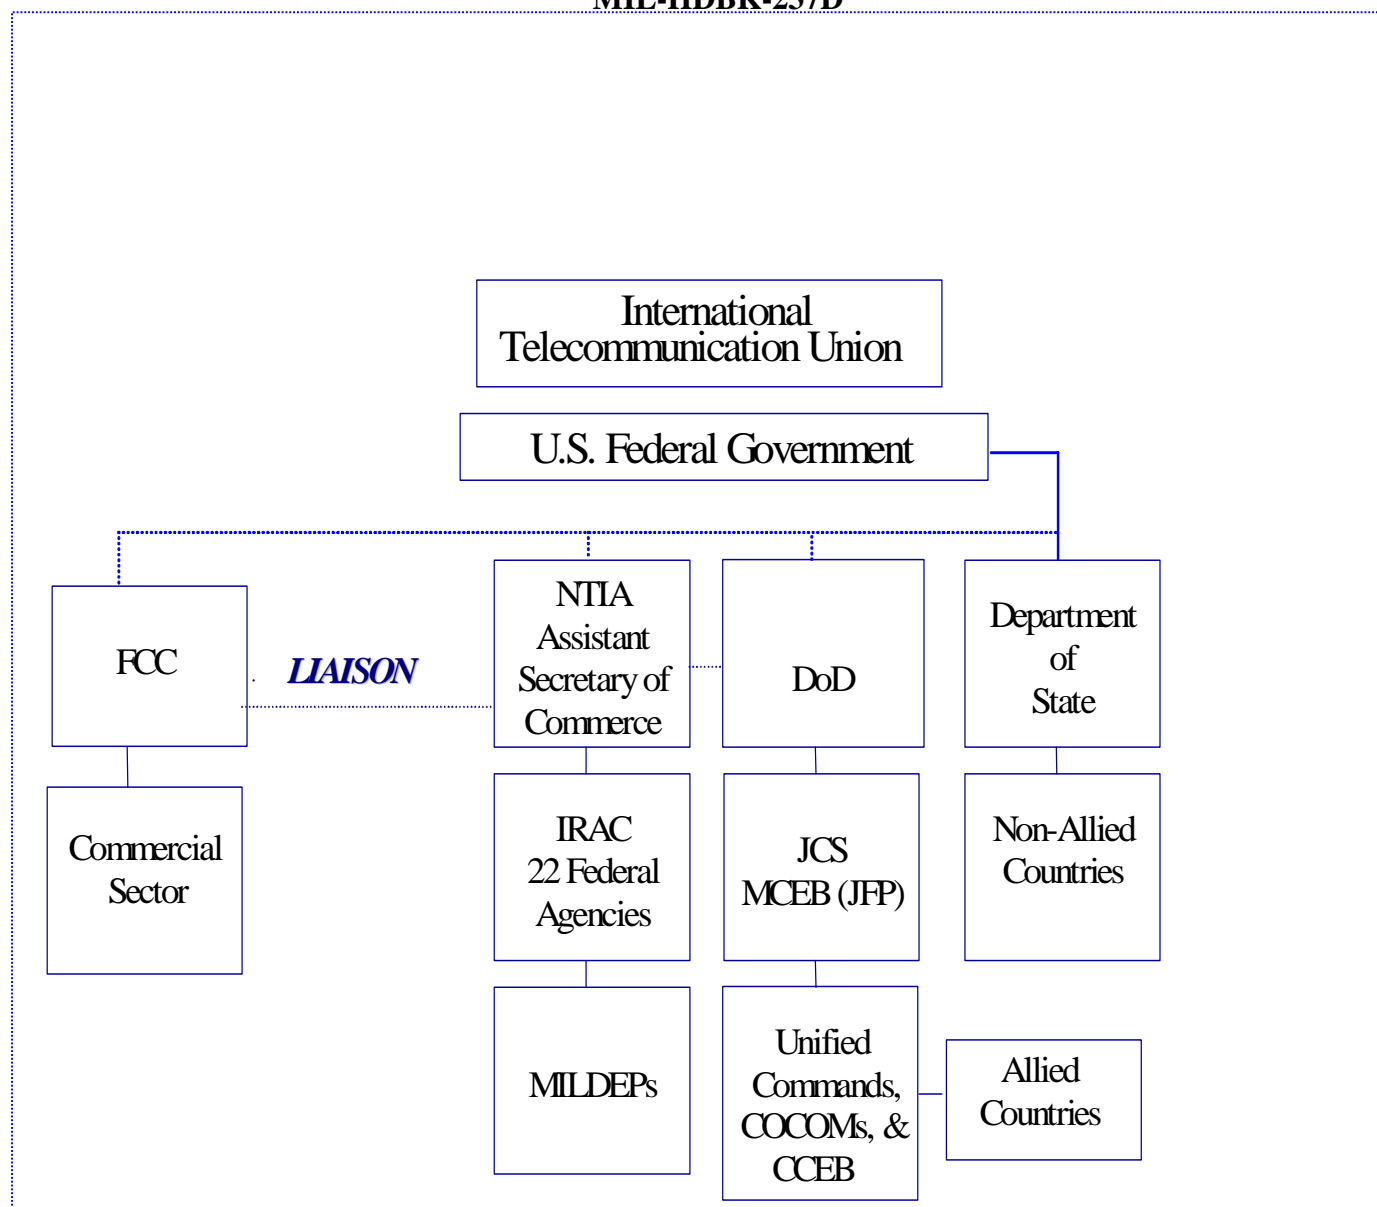 MIL-HDBK-237D
International
Telecommunication Union
U.S. Federal Government
FCC
. LIAISON
NTIA
Assistant
Secretary of
Commerce
DoD
Department
of
State
Commercial
Sector
IRAC
22 Federal
Agencies
JCS
MCEB (JFP)
Non-Allied
Countries
MILDEPs
Unified
Commands,
COCOMs, &
CCEB
Allied
Countries